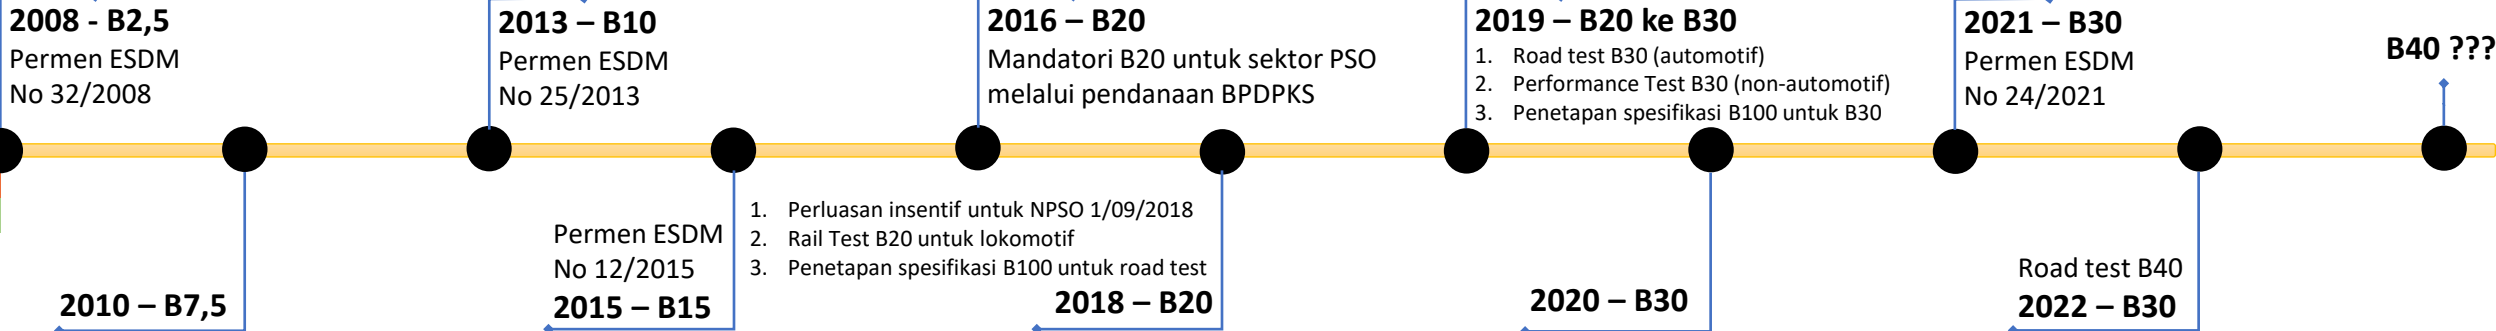 2008 - B2,5
Permen ESDM
No 32/2008
2013 – B10
Permen ESDM
No 25/2013
2016 – B20
Mandatori B20 untuk sektor PSO
melalui pendanaan BPDPKS
2019 – B20 ke B30
1. Road test B30 (automotif)
2. Performance Test B30 (non-automotif)
3. Penetapan spesifikasi B100 untuk B30
2021 – B30
Permen ESDM
No 24/2021
B40 ???
2010 – B7,5
Permen ESDM
No 12/2015
2015 – B15
1. Perluasan insentif untuk NPSO 1/09/2018
2. Rail Test B20 untuk lokomotif
3. Penetapan spesifikasi B100 untuk road test
2018 – B20
2020 – B30
Road test B40
2022 – B30